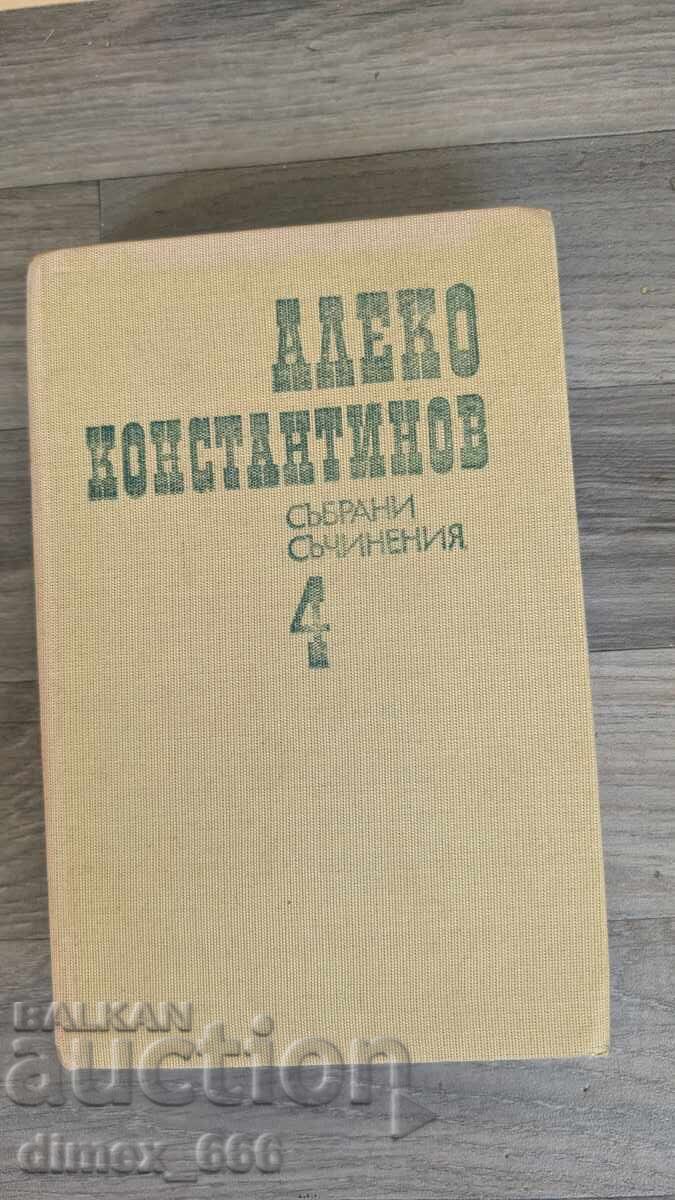 АЛЕКО
КОНСТАНТИНОВ
СЪБРАНИ
СЪЧИНЕНИЯ
4
BALKAN
auction
dimex_666